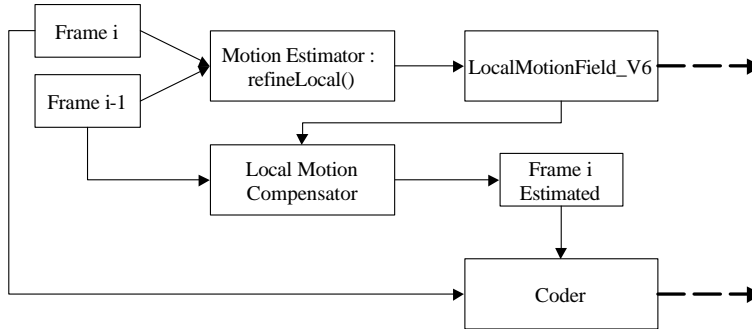 Frame i
Motion Estimator :
refineLocal()
LocalMotionField_V6
Frame i-1
Local Motion
Compensator
Frame i
Estimated
Coder